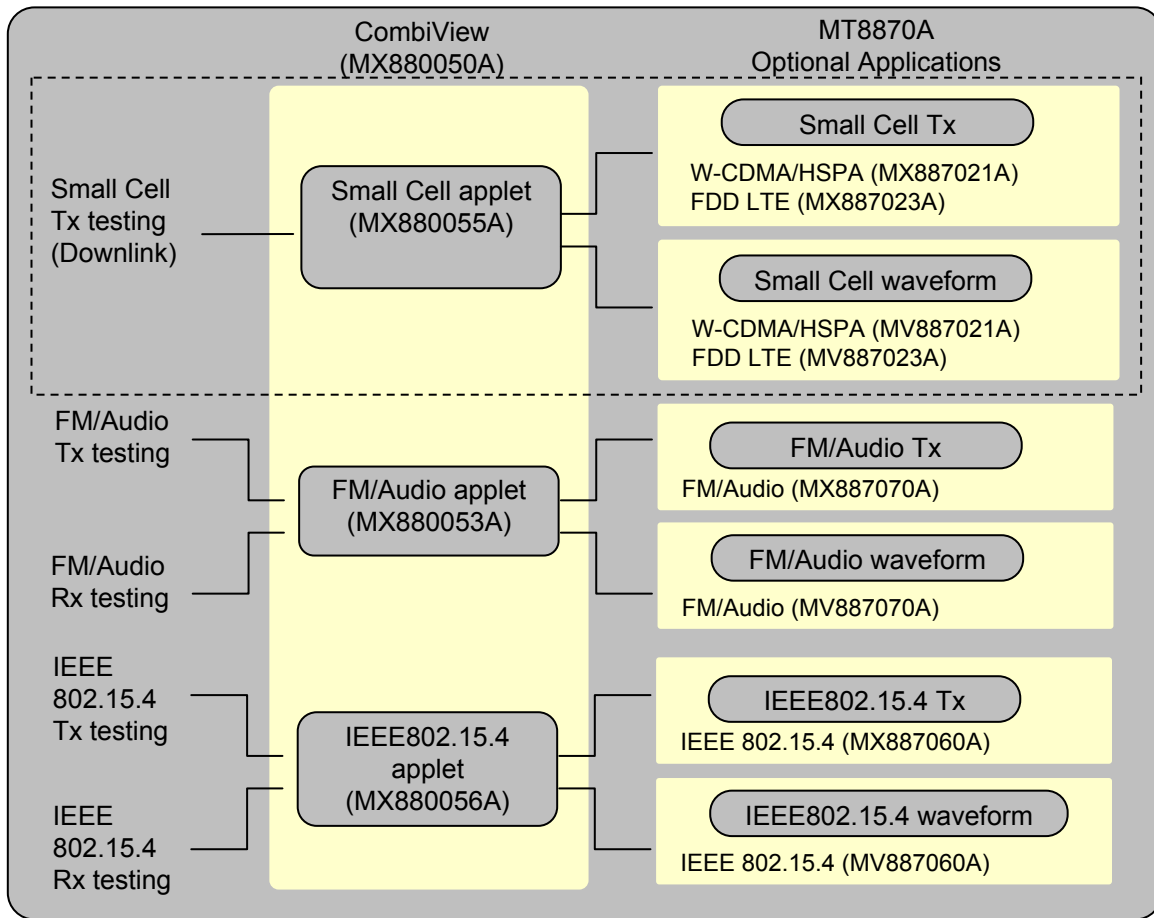 CombiView
(MX880050A)
MT8870A
Optional Applications
Small Cell
Tx testing
(Downlink)
Small Cell applet
(MX880055A)
Small Cell Tx
W-CDMA/HSPA (MX887021A)
FDD LTE (MX887023A)
Small Cell waveform
W-CDMA/HSPA (MV887021A)
FDD LTE (MV887023A)
FM/Audio
Tx testing
FM/Audio
Rx testing
FM/Audio applet
(MX880053A)
FM/Audio Tx
FM/Audio (MX887070A)
FM/Audio waveform
FM/Audio (MV887070A)
IEEE
802.15.4
Tx testing
IEEE
802.15.4
Rx testing
IEEE802.15.4
applet
(MX880056A)
IEEE802.15.4 Tx
IEEE 802.15.4 (MX887060A)
IEEE802.15.4 waveform
IEEE 802.15.4 (MV887060A)